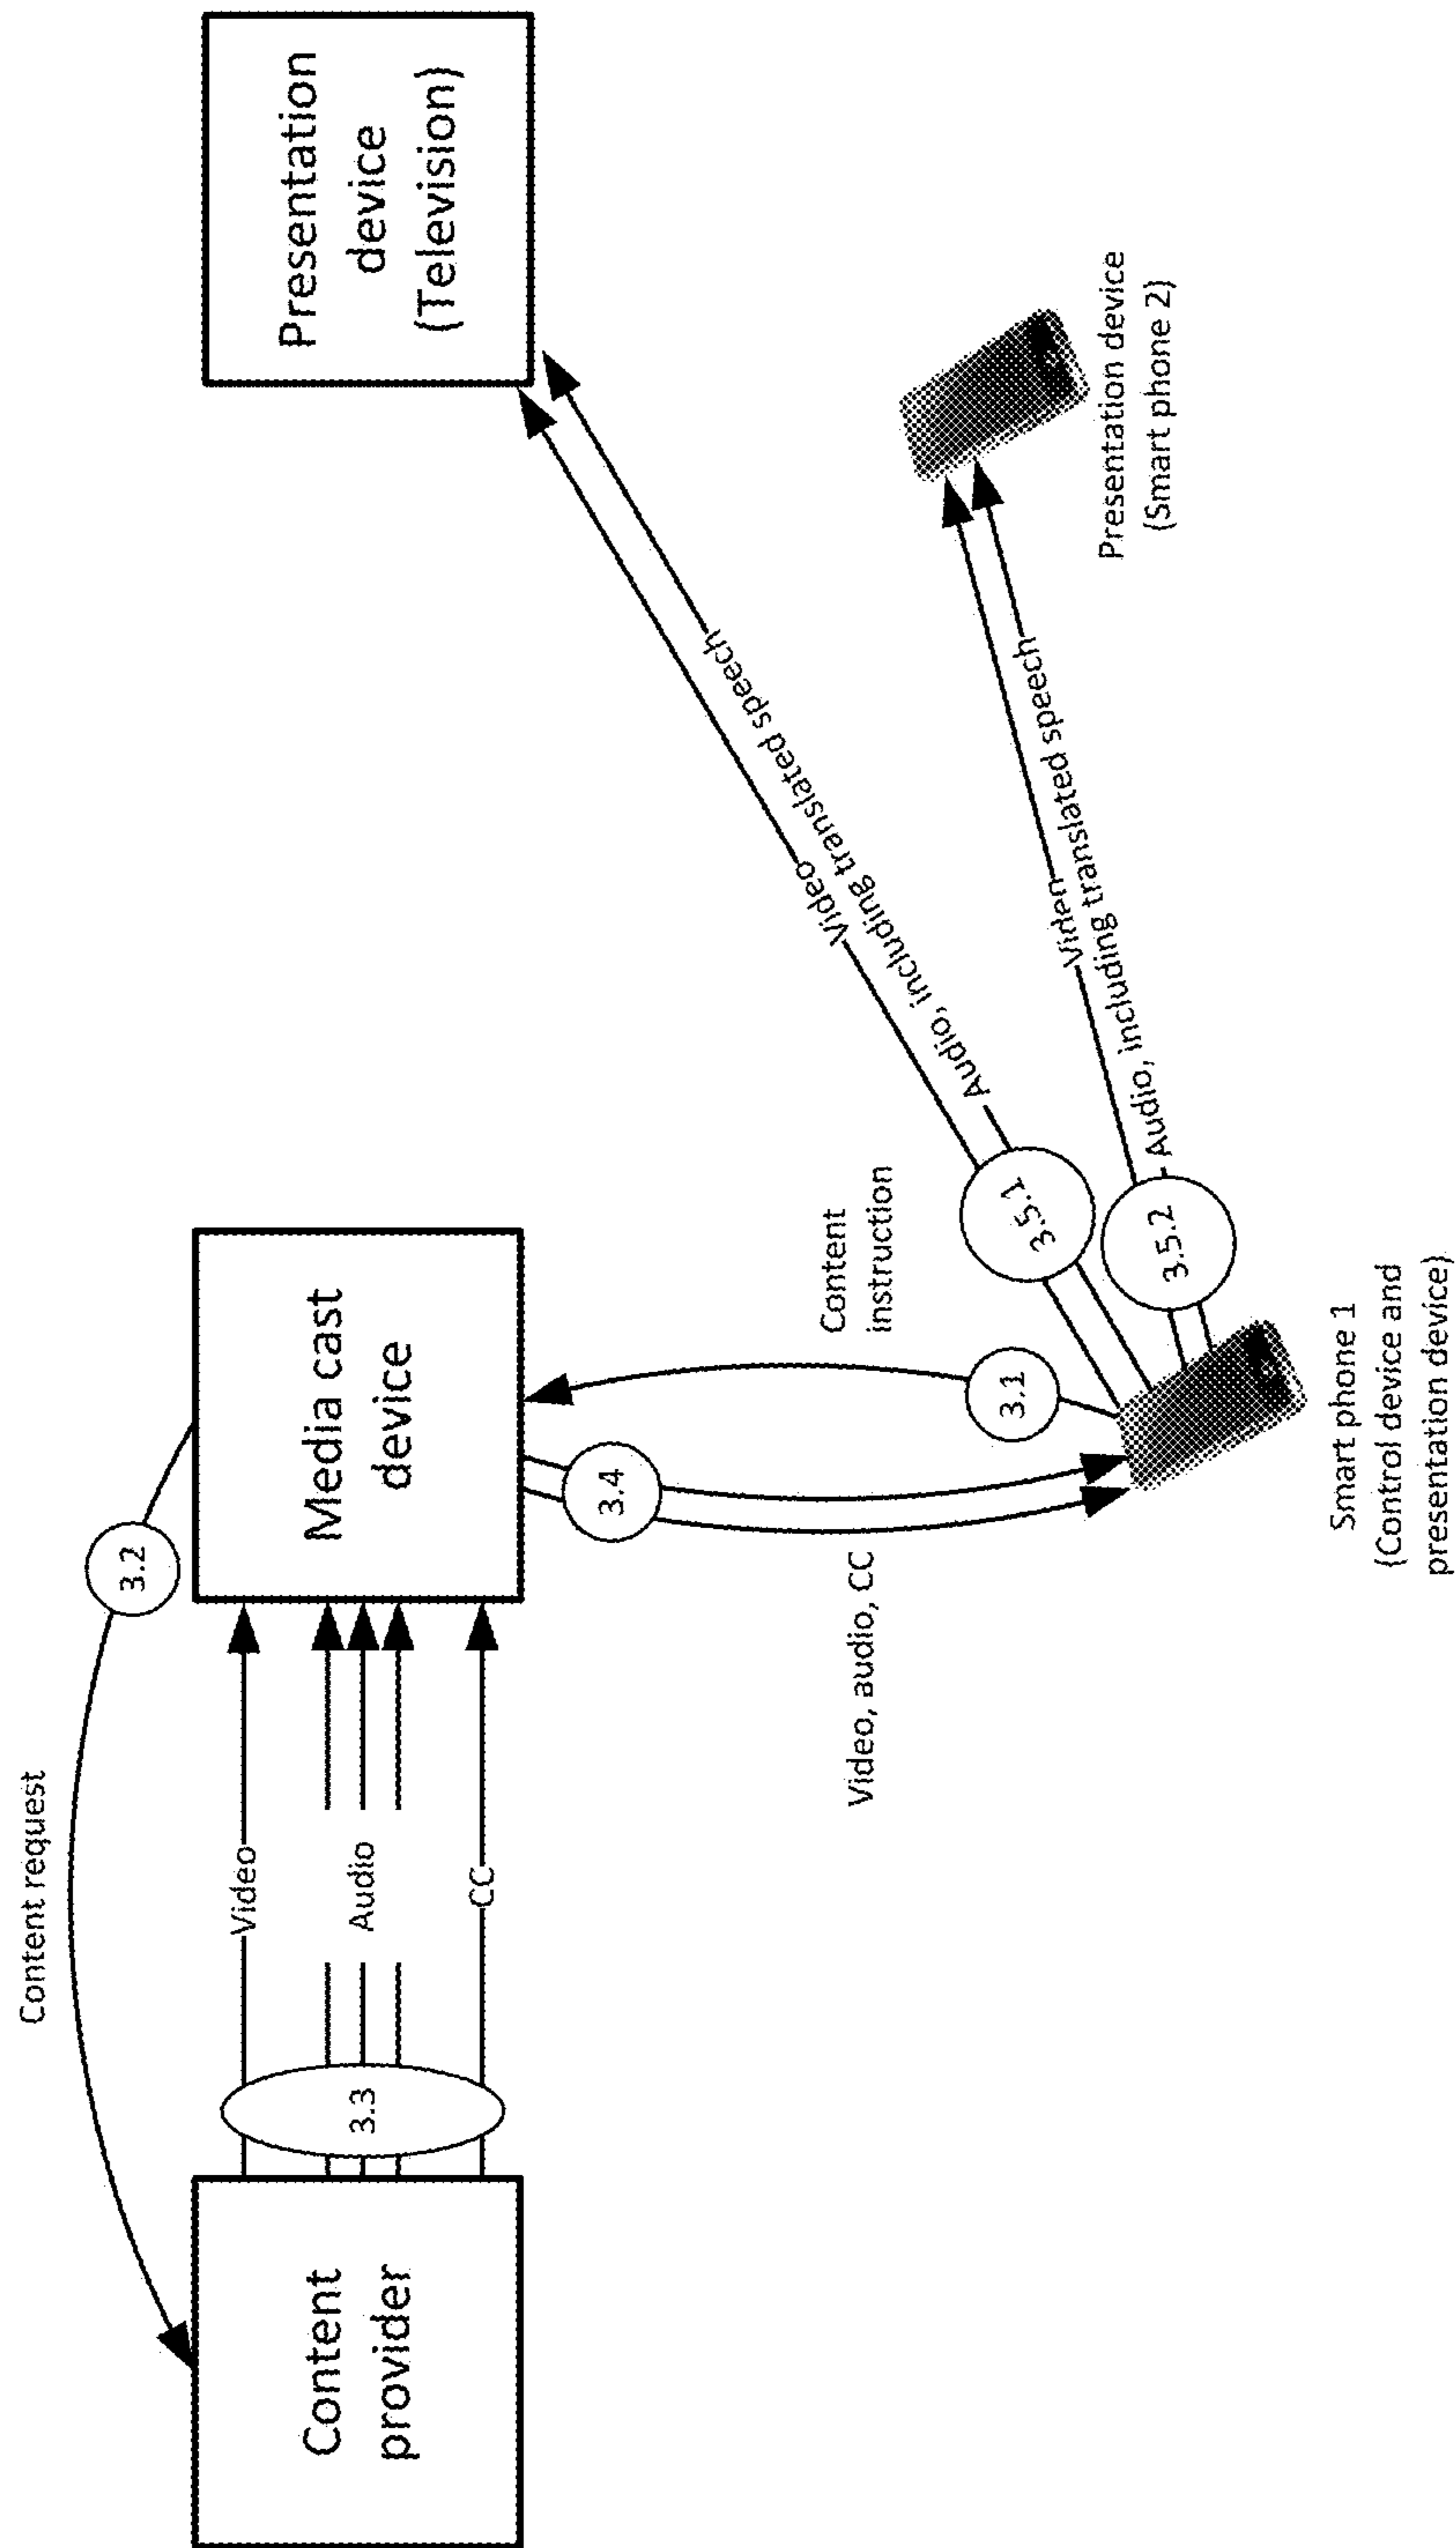 Content request
3.2
Content
provider
3.3
Video
Audio
CC
Media cast
device
Presentation
device
(Television)
3.4
Video, audio, CC
3.1
Content
instruction
3.5.1
Video
Audio, including translated speech
3.5.2
Video
Audio, including translated speech
Smart phone 1
(Control device and
presentation device)
Presentation device
(Smart phone 2)